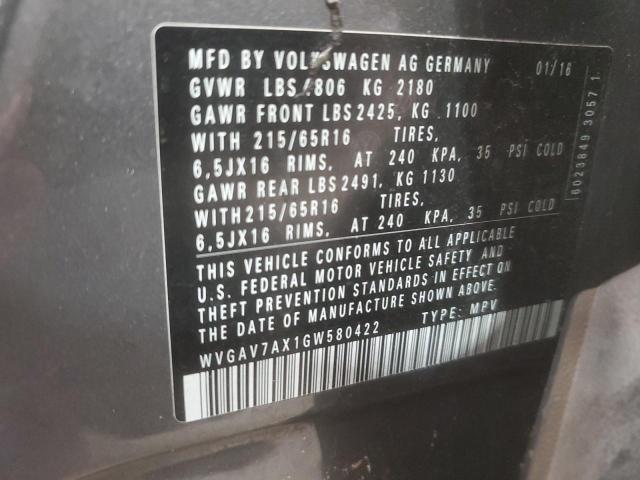 MFD BY VOLKSWAGEN AG GERMANY 01/16
GVWR LBS 4806 KG 2180
GAWR FRONT LBS 2425, KG 1100
WITH 215/65R16 TIRES,
6,5JX16 RIMS, AT 240 KPA, 35 PSI COLD
GAWR REAR LBS 2491, KG 1130
WITH 215/65R16 TIRES,
6,5JX16 RIMS, AT 240 KPA, 35 PSI COLD
THIS VEHICLE CONFORMS TO ALL APPLICABLE
U.S. FEDERAL MOTOR VEHICLE SAFETY AND
THEFT PREVENTION STANDARDS IN EFFECT ON
THE DATE OF MANUFACTURE SHOWN ABOVE.
WVGAV7AX1GW580422 TYPE: MPV
6023849 3057 1